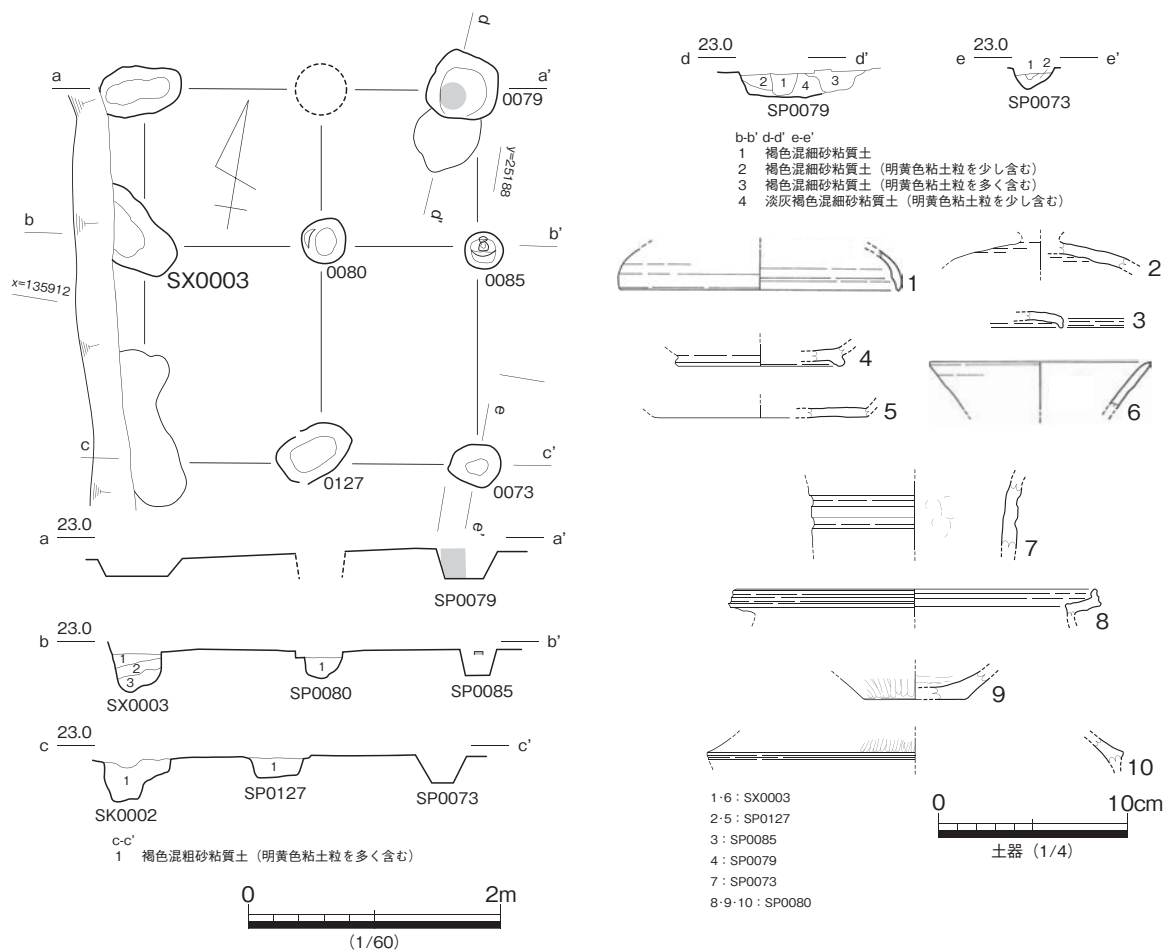 d
a
a'
0079
y=25188
d'
b
b'
SX0003
0080
0085
x=135912
e
c
c'
0127
0073
e'
a 23.0 a'
SP0079
b 23.0 b'
1
2
3
1
SX0003
SP0080
SP0085
c 23.0 c'
1
1
SK0002
SP0127
SP0073
c-c'
1 褐色混粗砂粘質土（明黄色粘土粒を多く含む）
0 2m
(1/60)
23.0
d d'
2 1 4 3
SP0079
23.0
e e'
1 2
SP0073
b-b' d-d' e-e'
1 褐色混細砂粘質土
2 褐色混細砂粘質土（明黄色粘土粒を少し含む）
3 褐色混細砂粘質土（明黄色粘土粒を多く含む）
4 淡灰褐色混細砂粘質土（明黄色粘土粒を少し含む）
1
2
3
4
5
6
7
8
9
10
1·6：SX0003
2·5：SP0127
3：SP0085
4：SP0079
7：SP0073
8·9·10：SP0080
0 10cm
土器（1/4）